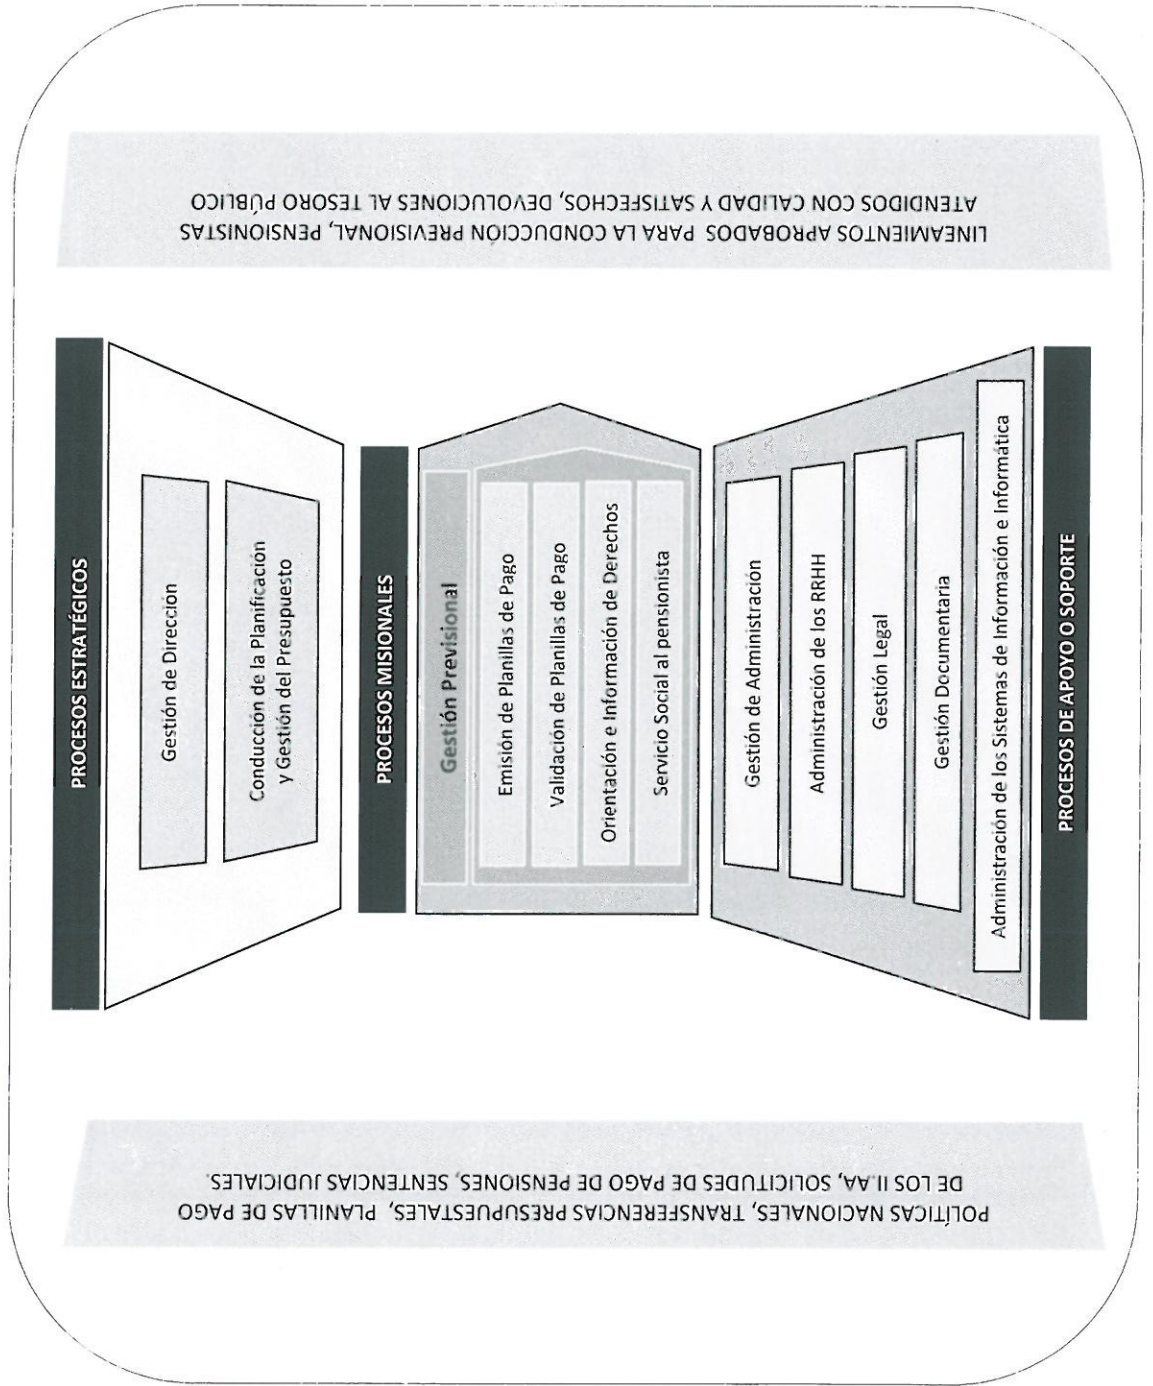 POLÍTICAS NACIONALES, TRANSFERENCIAS PRESUPUESTALES, PLANILLAS DE PAGO
DE LOS II.AA, SOLICITUDES DE PAGO DE PENSIONES, SENTENCIAS JUDICIALES.
PROCESOS ESTRATÉGICOS
Gestión de Dirección
Conducción de la Planificación
y Gestión del Presupuesto
PROCESOS MISIONALES
Gestión Previsional
Emisión de Planillas de Pago
Validación de Planillas de Pago
Orientación e Información de Derechos
Servicio Social al pensionista
Gestión de Administración
Administración de los RRHH
Gestión Legal
Gestión Documentaria
Administración de los Sistemas de Información e Informática
PROCESOS DE APOYO O SOPORTE
LINEAMIENTOS APROBADOS PARA LA CONDUCCIÓN PREVISIONAL, PENSIONISTAS
ATENDIDOS CON CALIDAD Y SATISFECHOS, DEVOLUCIONES AL TESORO PÚBLICO